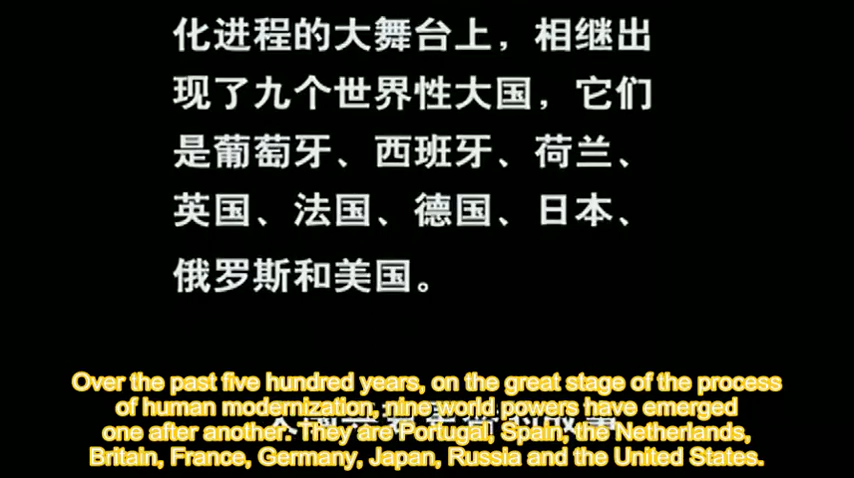 化进程的大舞台上，相继出
现了九个世界性大国，它们
是葡萄牙、西班牙、荷兰、
英国、法国、德国、日本、
俄罗斯和美国。
Over the past five hundred years, on the great stage of the process
of human modernization, nine world powers have emerged
one after another. They are Portugal, Spain, the Netherlands,
Britain, France, Germany, Japan, Russia and the United States.